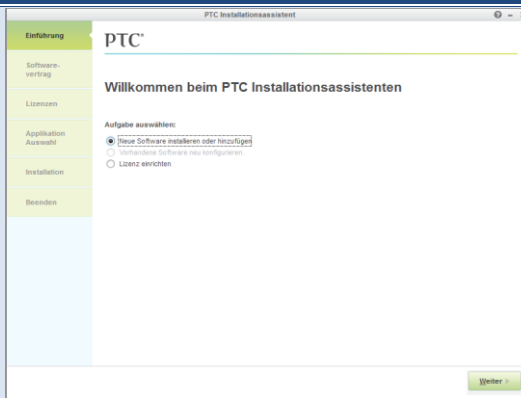 PTC Installationsassistent
Einführung
PTC®
Software-
vertrag
Willkommen beim PTC Installationsassistenten
Lizenzen
Aufgabe auswählen:
Applikation
Auswahl
Neue Software installieren oder hinzufügen
Vorhandene Software neu konfigurieren.
Lizenz einrichten
Installation
Beenden
Weiter